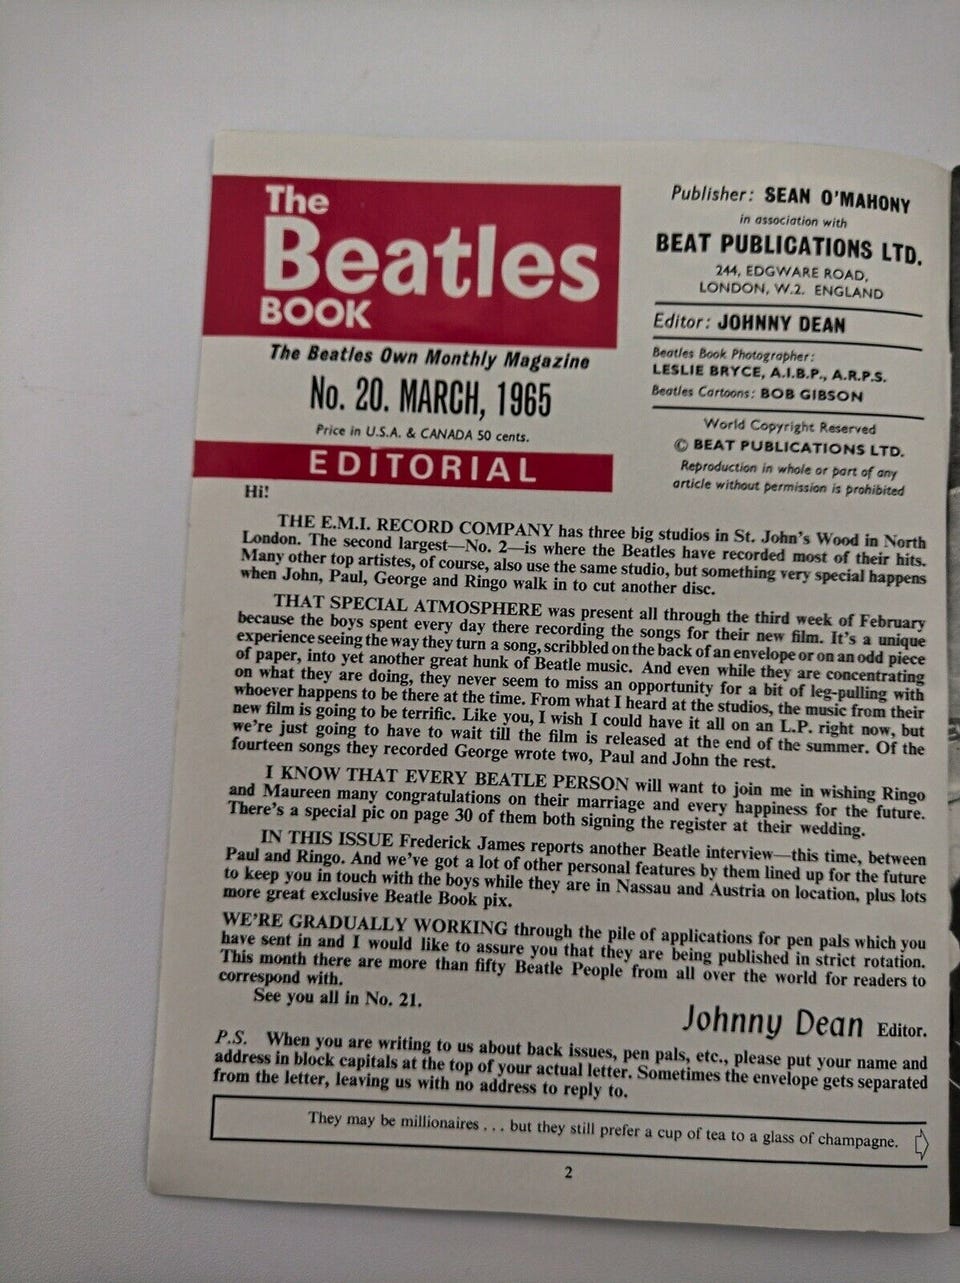 The
Beatles
BOOK
The Beatles Own Monthly Magazine
No. 20. MARCH, 1965
Price in U.S.A. & CANADA 50 cents.
Publisher: SEAN O'MAHONY
in association with
BEAT PUBLICATIONS LTD.
244, EDGWARE ROAD,
LONDON, W.2. ENGLAND
Editor: JOHNNY DEAN
Beatles Book Photographer:
LESLIE BRYCE, A.I.B.P., A.R.P.S.
Beatles Cartoons: BOB GIBSON
World Copyright Reserved
© BEAT PUBLICATIONS LTD.
Reproduction in whole or part of any
article without permission is prohibited
EDITORIAL
Hi!
THE E.M.I. RECORD COMPANY has three big studios in St. John's Wood in North
London. The second largest—No. 2—is where the Beatles have recorded most of their hits.
Many other top artistes, of course, also use the same studio, but something very special happens
when John, Paul, George and Ringo walk in to cut another disc.
THAT SPECIAL ATMOSPHERE was present all through the third week of February
because the boys spent every day there recording the songs for their new film. It's a unique
experience seeing the way they turn a song, scribbled on the back of an envelope or on an odd piece
of paper, into yet another great hunk of Beatle music. And even while they are concentrating
on what they are doing, they never seem to miss an opportunity for a bit of leg-pulling with
whoever happens to be there at the time. From what I heard at the studios, the music from their
new film is going to be terrific. Like you, I wish I could have it all on an L.P. right now, but
we're just going to have to wait till the film is released at the end of the summer. Of the
fourteen songs they recorded George wrote two, Paul and John the rest.
I KNOW THAT EVERY BEATLE PERSON will want to join me in wishing Ringo
and Maureen many congratulations on their marriage and every happiness for the future.
There's a special pic on page 30 of them both signing the register at their wedding.
IN THIS ISSUE Frederick James reports another Beatle interview—this time, between
Paul and Ringo. And we've got a lot of other personal features by them lined up for the future
to keep you in touch with the boys while they are in Nassau and Austria on location, plus lots
more great exclusive Beatle Book pix.
WE'RE GRADUALLY WORKING through the pile of applications for pen pals which you
have sent in and I would like to assure you that they are being published in strict rotation.
This month there are more than fifty Beatle People from all over the world for readers to
correspond with.
See you all in No. 21.
Johnny Dean Editor.
P.S. When you are writing to us about back issues, pen pals, etc., please put your name and
address in block capitals at the top of your actual letter. Sometimes the envelope gets separated
from the letter, leaving us with no address to reply to.
They may be millionaires . . . but they still prefer a cup of tea to a glass of champagne.
2